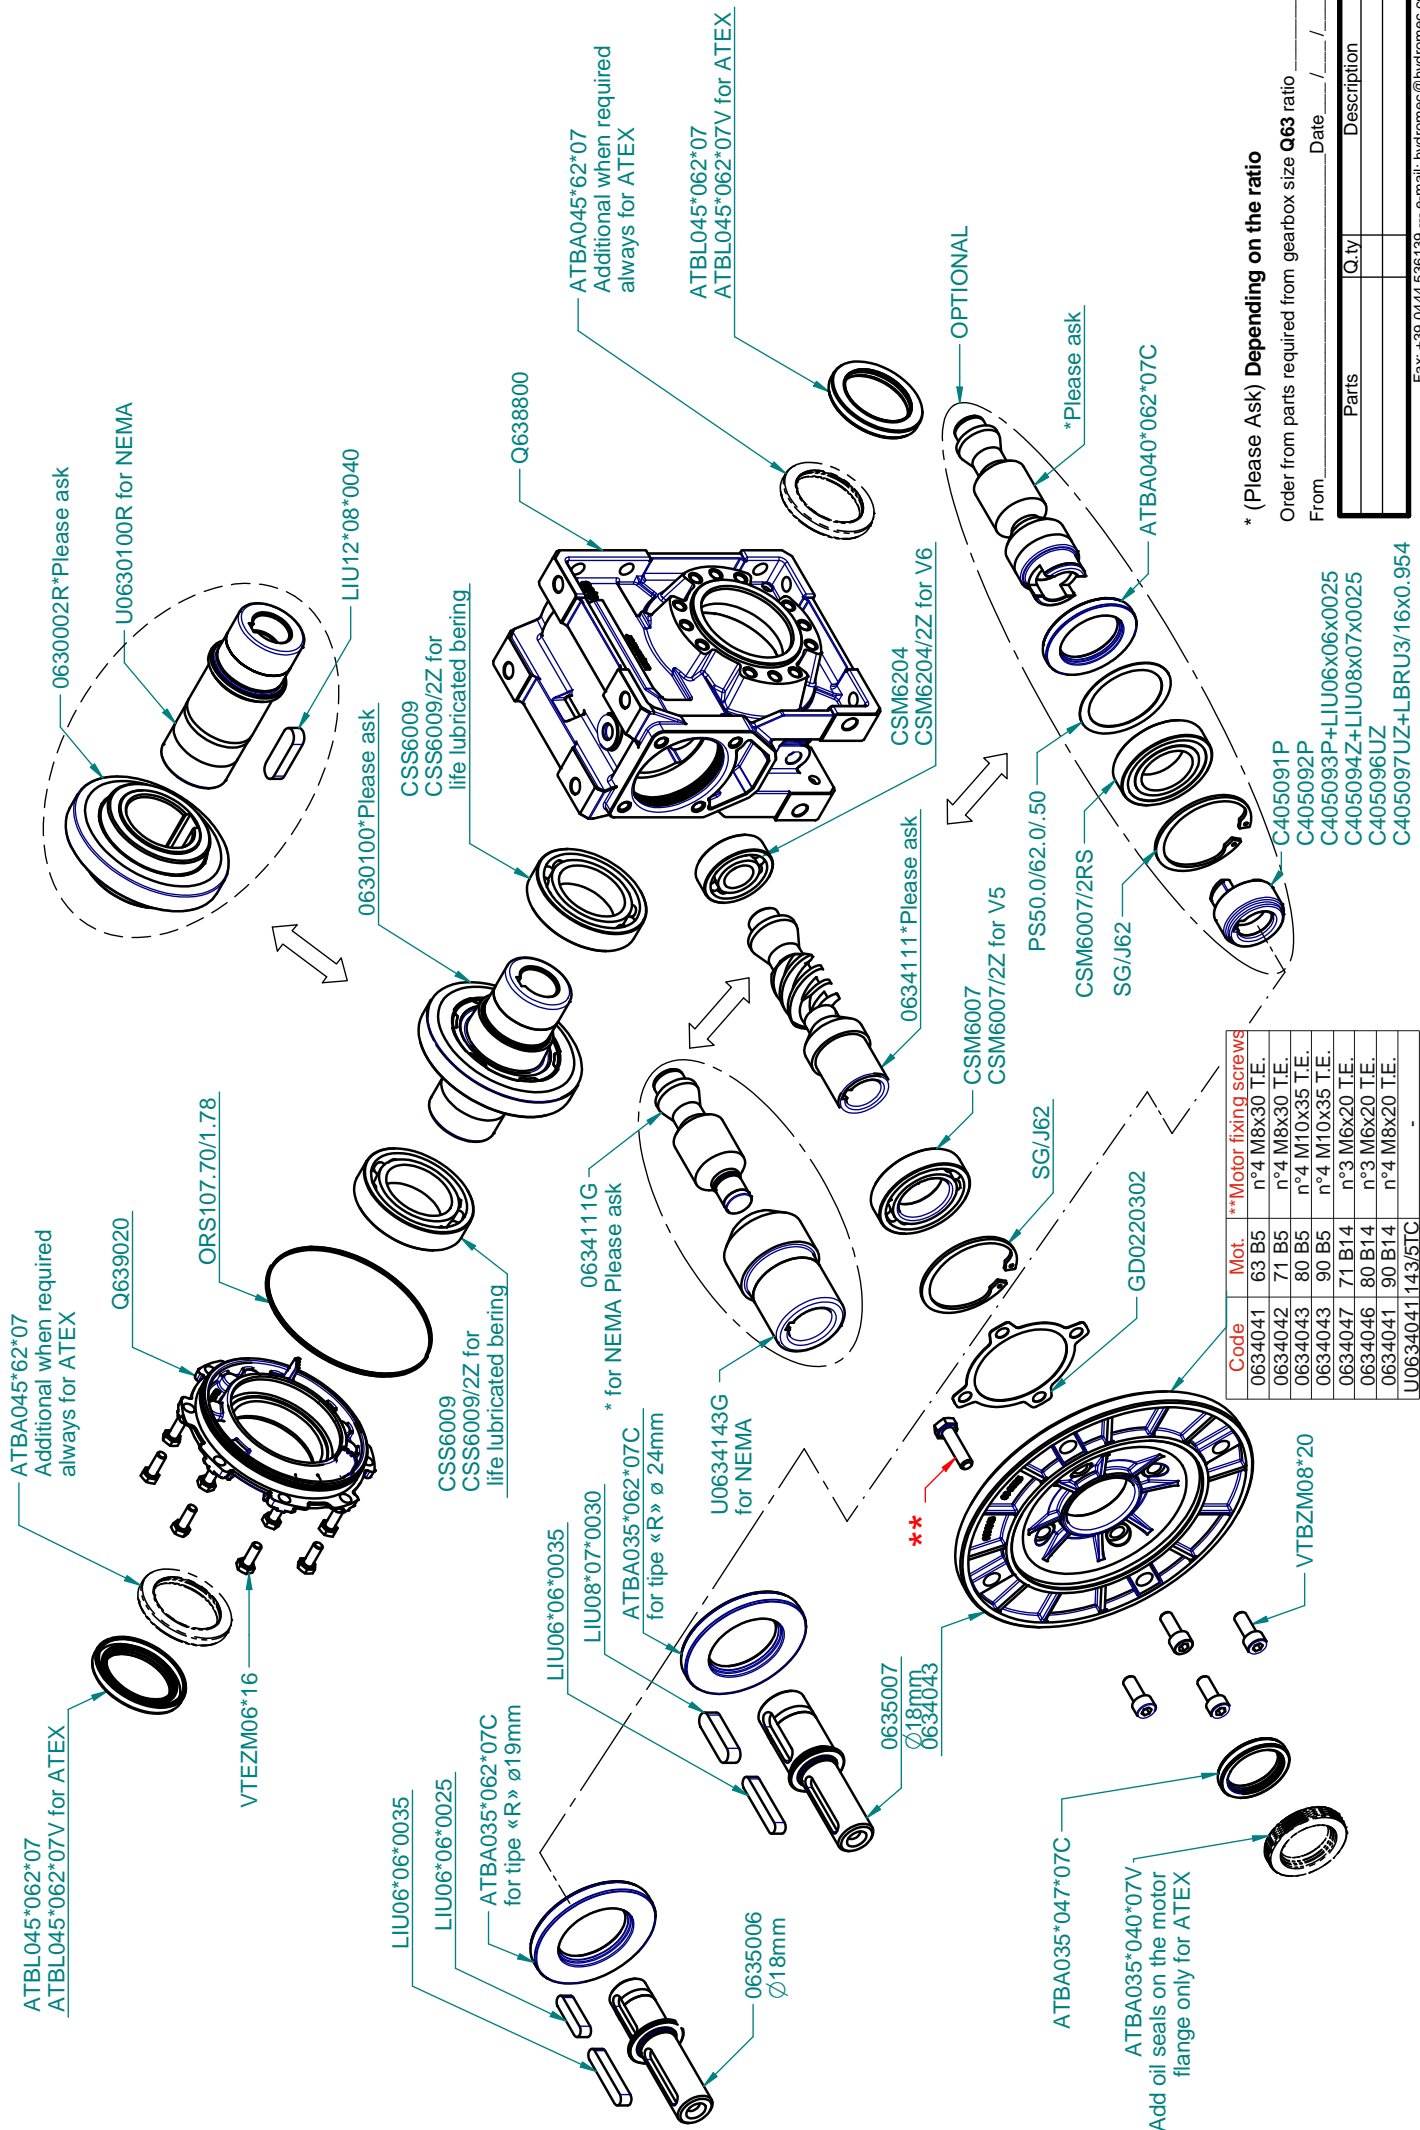 ATBL045*062*07
ATBL045*062*07V for ATEX
ATBA045*62*07
Additional when required
always for ATEX
VTEZM06*16
Q639020
ORS107.70/1.78
CSS6009
CSS6009/2Z for
life lubricated bering
0630100*Please ask
CSS6009
CSS6009/2Z for
life lubricated bering
0630002R*Please ask
U0630100R for NEMA
LIU12*08*0040
Q638800
ATBA045*62*07
Additional when required
always for ATEX
ATBL045*062*07
ATBL045*062*07V for ATEX
LIU06*06*0035
LIU06*06*0025
ATBA035*062*07C
for tipe «R» ø19mm
0635006
Ø18mm
LIU06*06*0035
LIU08*07*0030
ATBA035*062*07C
for tipe «R» ø 24mm
0635007
Ø18mm
0634043
0634111G
* for NEMA Please ask
U0634143G
for NEMA
0634111*Please ask
CSM6204
CSM6204/2Z for V6
CSM6007
CSM6007/2Z for V5
SG/J62
GD0220302
**
VTBZM08*20
ATBA035*047*07C
ATBA035*040*07V
Add oil seals on the motor
flange only for ATEX
OPTIONAL
*Please ask
ATBA040*062*07C
PS50.0/62.0/.50
CSM6007/2RS
SG/J62
C405091P
C405092P
C405093P+LIU06x06x0025
C405094Z+LIU08x07x0025
C405096UZ
C405097UZ+LBRU3/16x0.954
Code Mot. **Motor fixing screws
0634041 63 B5 n°4 M8x30 T.E.
0634042 71 B5 n°4 M8x30 T.E.
0634043 80 B5 n°4 M10x35 T.E.
0634043 90 B5 n°4 M10x35 T.E.
0634047 71 B14 n°3 M6x20 T.E.
0634046 80 B14 n°3 M6x20 T.E.
0634041 90 B14 n°4 M8x20 T.E.
U0634041 143/5TC -
* (Please Ask) Depending on the ratio
Order from parts required from gearbox size Q63 ratio ______
From______________________ Date ___/___/
Parts Q.ty Description